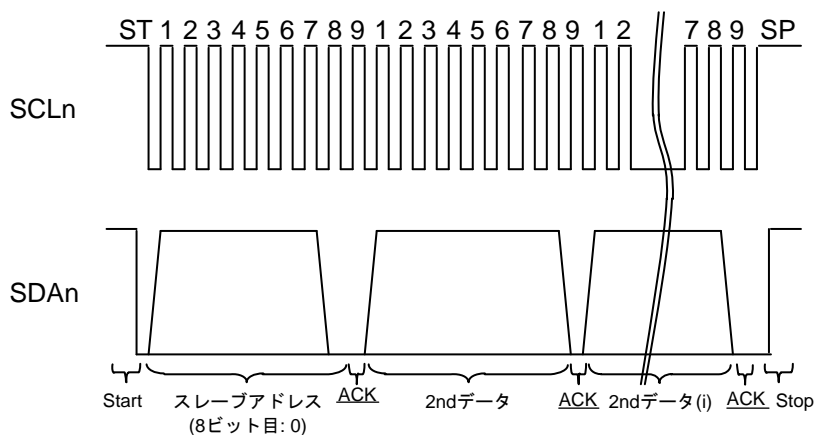 ST 1 2 3 4 5 6 7 8 9 1 2 3 4 5 6 7 8 9 1 2 7 8 9 SP
SCLn
SDAn
Start スレーブアドレス ACK 2ndデータ ACK 2ndデータ(i) ACK Stop
(8ビット目: 0)